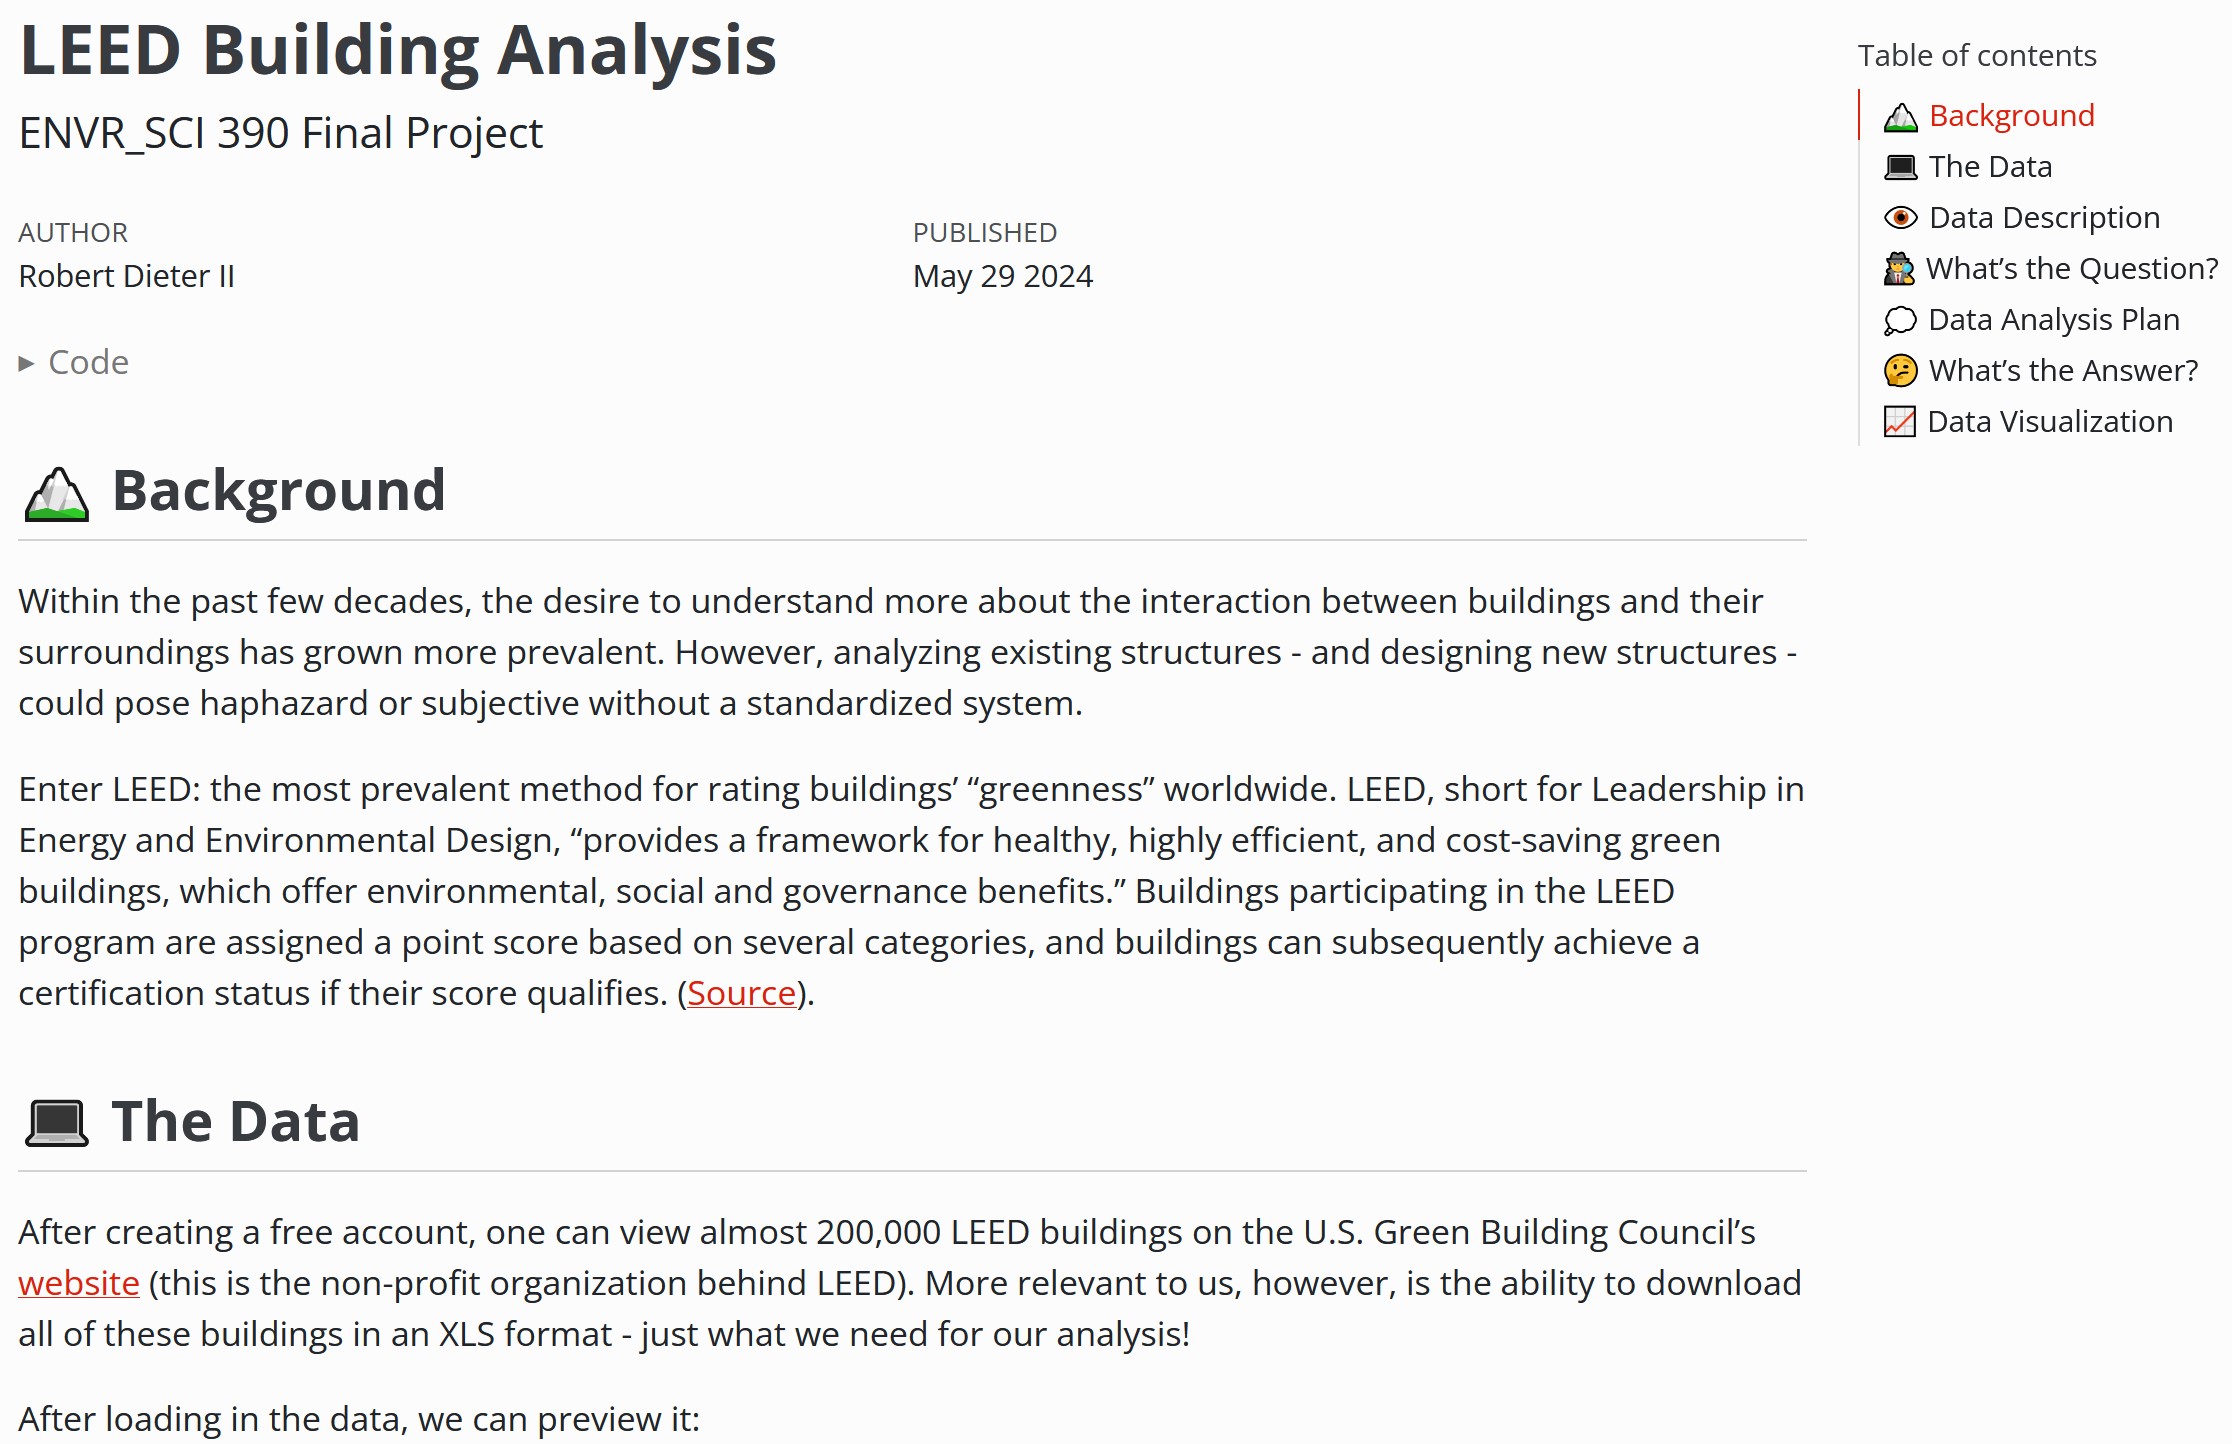 LEED Building Analysis
ENVR_SCI 390 Final Project
AUTHOR
Robert Dieter II
PUBLISHED
May 29 2024
Code
Background
Within the past few decades, the desire to understand more about the interaction between buildings and their
surroundings has grown more prevalent. However, analyzing existing structures - and designing new structures -
could pose haphazard or subjective without a standardized system.
Enter LEED: the most prevalent method for rating buildings’ “greenness” worldwide. LEED, short for Leadership in
Energy and Environmental Design, “provides a framework for healthy, highly efficient, and cost-saving green
buildings, which offer environmental, social and governance benefits.” Buildings participating in the LEED
program are assigned a point score based on several categories, and buildings can subsequently achieve a
certification status if their score qualifies. (Source).
The Data
After creating a free account, one can view almost 200,000 LEED buildings on the U.S. Green Building Council’s
website (this is the non-profit organization behind LEED). More relevant to us, however, is the ability to download
all of these buildings in an XLS format - just what we need for our analysis!
After loading in the data, we can preview it:
Table of contents
Background
The Data
Data Description
What’s the Question?
Data Analysis Plan
What’s the Answer?
Data Visualization